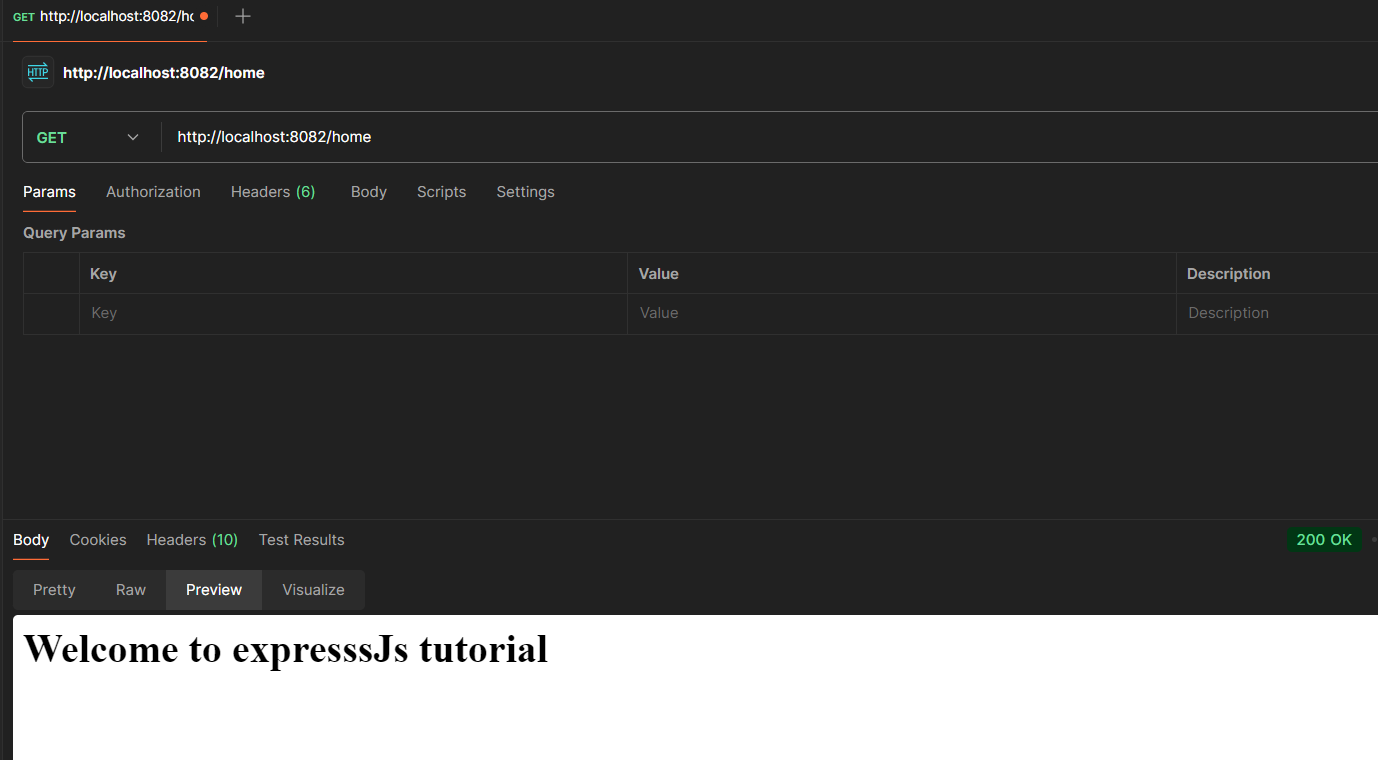 GET http://localhost:8082/hc
HTTP http://localhost:8082/home
GET http://localhost:8082/home
Params Authorization Headers (6) Body Scripts Settings
Query Params
Key Value Description
Key Value Description
Body Cookies Headers (10) Test Results 200 OK
Pretty Raw Preview Visualize
Welcome to expresssJs tutorial